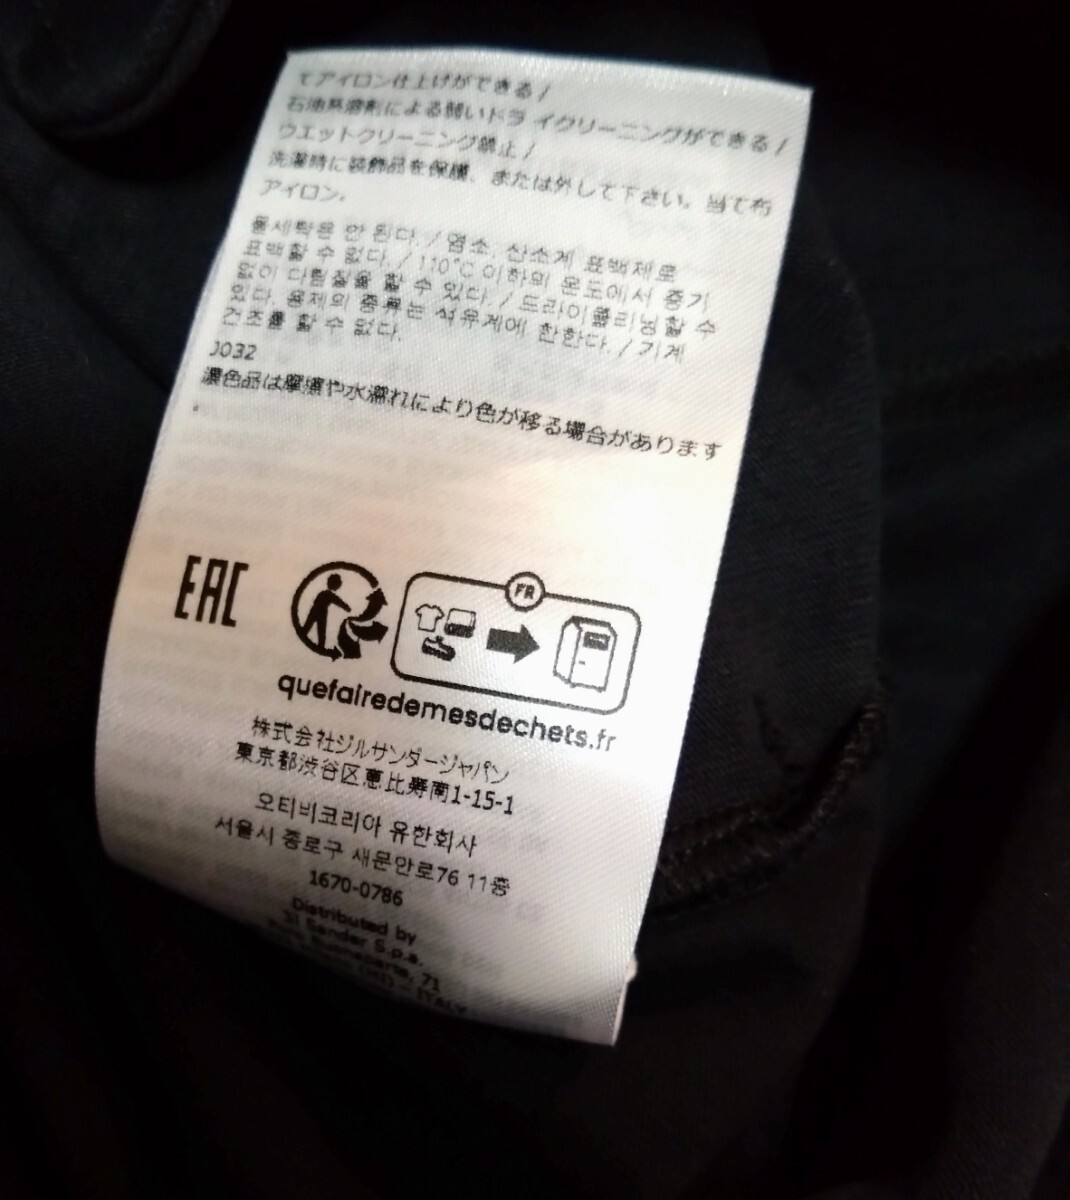 てアイロン仕上げができる/
石油系溶剤による弱いドライクリーニングができる/
ウエットクリーニング禁止/
洗濯時に装飾品を保護、または外して下さい。当て布
アイロン.
물세탁은 안 된다. / 염소, 산소계 표백제로
표백할 수 없다. / 110°C 이하의 온도에서 증기
없이 다림질을 할 수 있다. / 드라이클리닝할 수
있다. 용제의 종류는 석유계에 한한다. / 기계
건조를 할 수 없다.
J032
濃色品は摩擦や水濡れにより色が移る場合があります
.
EAC
FR
quefairedemesdechets.fr
株式会社ジルサンダージャパン
東京都渋谷区恵比寿南1-15-1
오티비코리아 유한회사
서울시 종로구 새문안로76 11층
1670-0786
Distributed by
Jil Sander S.p.a.
71
ITALY